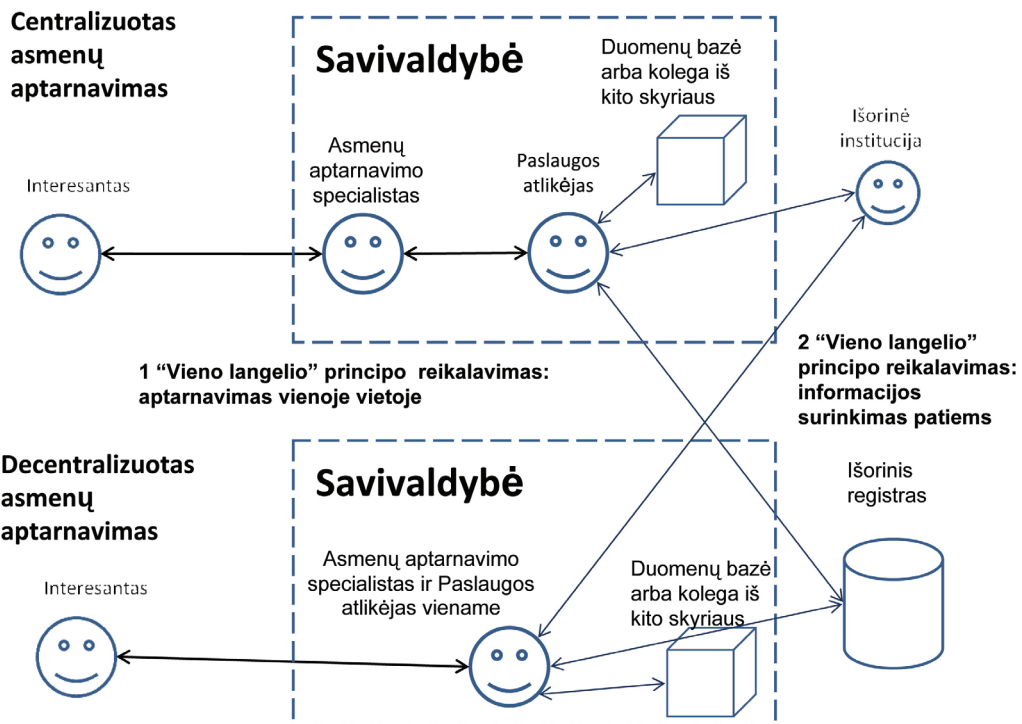 Centralizuotas
asmenų
aptarnavimas
Savivaldybė
Duomenų bazė
arba kolega iš
kito skyriaus
Išorinė
institucija
Interesantas
Asmenų
aptarnavimo
specialistas
Paslaugos
atlikėjas
1 “Vieno langelio” principo reikalavimas:
aptarnavimas vienoje vietoje
2 “Vieno langelio”
principo reikalavimas:
informacijos
surinkimas patiems
Decentralizuotas
asmenų
aptarnavimas
Savivaldybė
Išorinis
registras
Interesantas
Asmenų aptarnavimo
specialistas ir Paslaugos
atlikėjas viename
Duomenų bazė
arba kolega iš
kito skyriaus